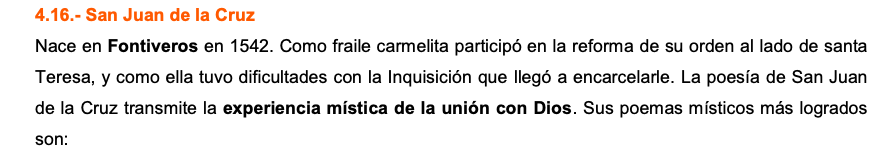 4.16.- San Juan de la Cruz
Nace en Fontiveros en 1542. Como fraile carmelita participó en la reforma de su orden al lado de santa
Teresa, y como ella tuvo dificultades con la Inquisición que llegó a encarcelarle. La poesía de San Juan
de la Cruz transmite la experiencia mística de la unión con Dios. Sus poemas místicos más logrados
son: